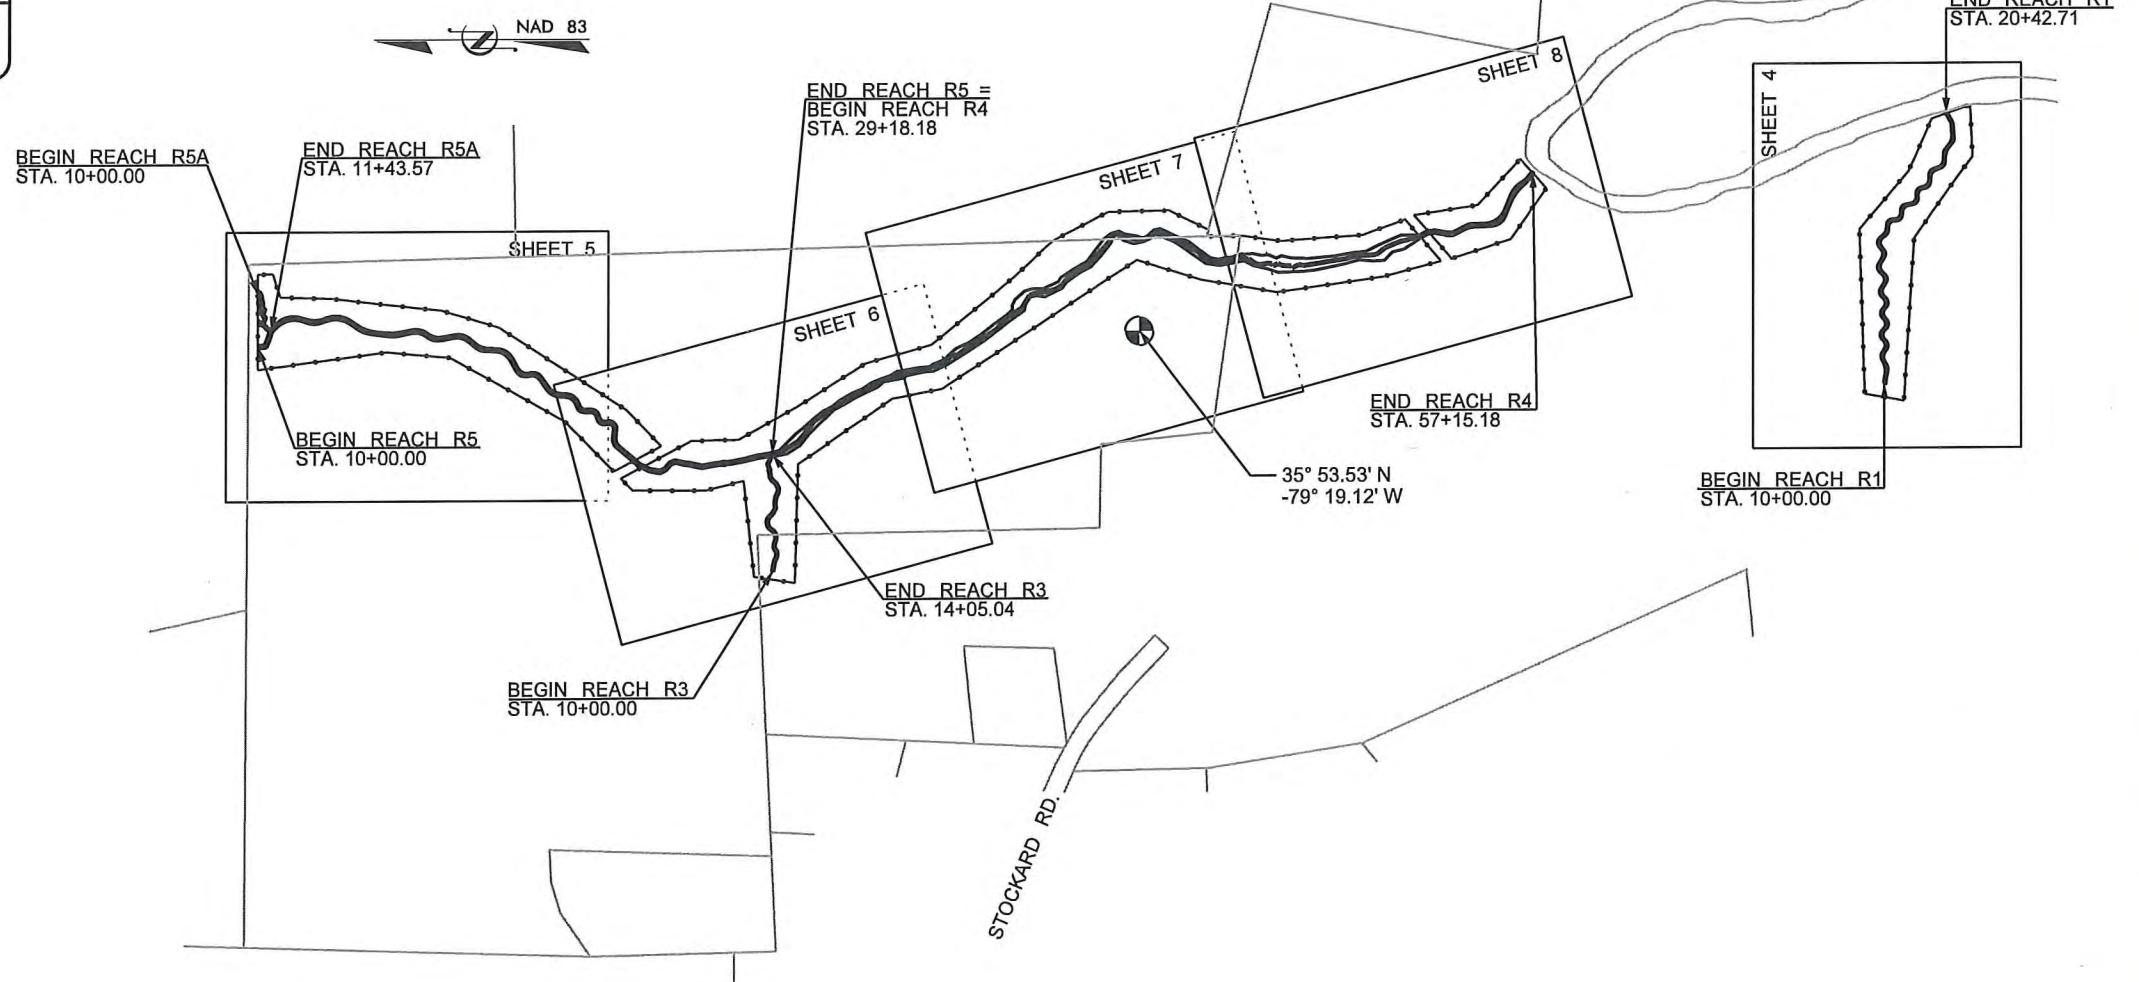 NAD 83
END REACH R1
STA. 20+42.71
SHEET 8
SHEET 4
END REACH R5 =
BEGIN REACH R4
STA. 29+18.18
BEGIN REACH R5A
STA. 10+00.00
END REACH R5A
STA. 11+43.57
SHEET 7
SHEET 5
SHEET 6
END REACH R4
STA. 57+15.18
BEGIN REACH R5
STA. 10+00.00
35° 53.53' N
-79° 19.12' W
BEGIN REACH R1
STA. 10+00.00
END REACH R3
STA. 14+05.04
BEGIN REACH R3
STA. 10+00.00
STOCKARD RD.